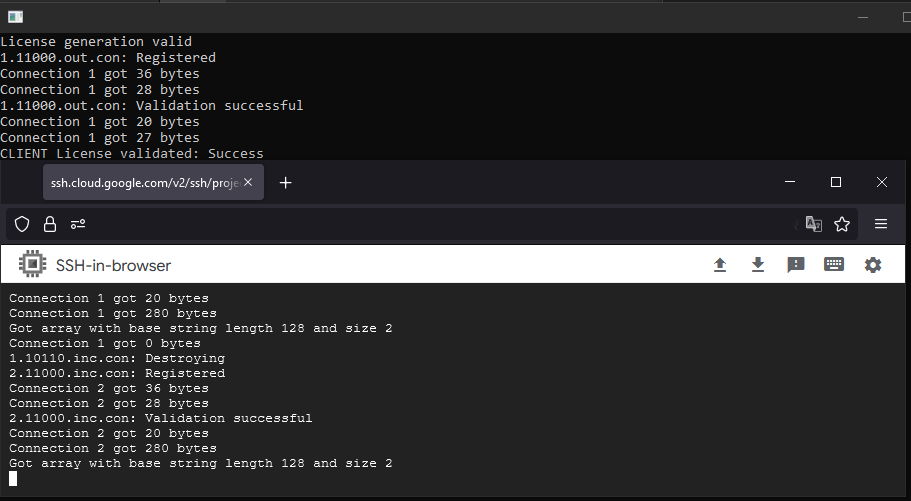 License generation valid
1.11000.out.con: Registered
Connection 1 got 36 bytes
Connection 1 got 28 bytes
1.11000.out.con: Validation successful
Connection 1 got 20 bytes
Connection 1 got 27 bytes
CLIENT License validated: Success
ssh.cloud.google.com/v2/ssh/proje
SSH-in-browser
Connection 1 got 20 bytes
Connection 1 got 280 bytes
Got array with base string length 128 and size 2
Connection 1 got 0 bytes
1.10110.inc.con: Destroying
2.11000.inc.con: Registered
Connection 2 got 36 bytes
Connection 2 got 28 bytes
2.11000.inc.con: Validation successful
Connection 2 got 20 bytes
Connection 2 got 280 bytes
Got array with base string length 128 and size 2